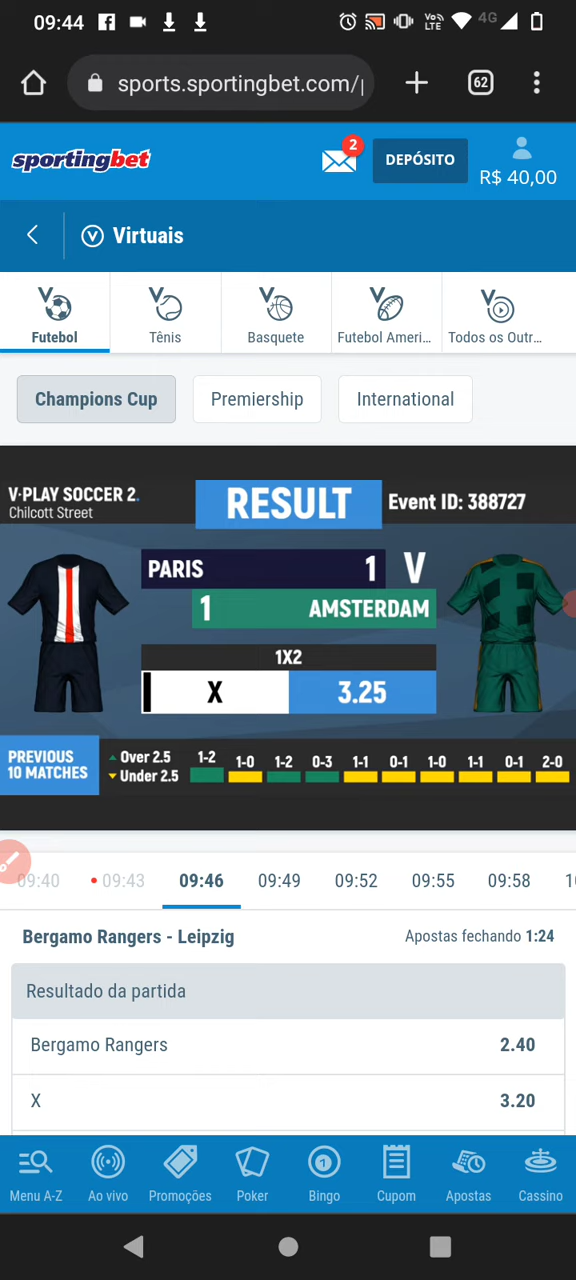 09:44 VoD LTE 4G
sports.sportingbet.com/ 62
sportingbet 2 DEPÓSITO R$ 40,00
Virtuais
Futebol Tênis Basquete Futebol Ameri... Todos os Outr...
Champions Cup Premiership International
V·PLAY SOCCER 2. RESULT Event ID: 388727
Chilcott Street
PARIS 1 V
1 AMSTERDAM
1X2
X 3.25
PREVIOUS 10 MATCHES
Over 2.5 1-2 1-0 1-2 0-3 1-1 0-1 1-0 1-1 0-1 2-0
Under 2.5
09:40 09:43 09:46 09:49 09:52 09:55 09:58
Bergamo Rangers - Leipzig Apostas fechando 1:24
Resultado da partida
Bergamo Rangers 2.40
X 3.20
Menu A-Z Ao vivo Promoções Poker Bingo Cupom Apostas Cassino